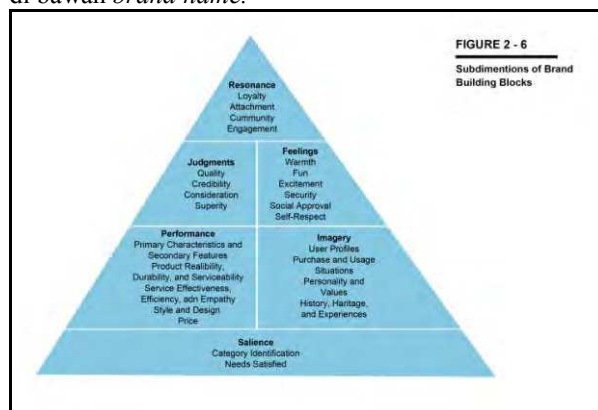 di bawah brand name.
FIGURE 2 - 6
Subdimentions of Brand
Building Blocks
Resonance
Loyalty
Attachment
Cummunity
Engagement
Judgments
Quality
Credibility
Consideration
Superity
Feelings
Warmth
Fun
Excitement
Security
Social Approval
Self-Respect
Performance
Primary Characteristics and
Secondary Features
Product Realibility,
Durability, and Serviceability
Service Effectiveness,
Efficiency, adn Empathy
Style and Design
Price
Imagery
User Profiles
Purchase and Usage
Situations
Personality and
Values
History, Haritage,
and Experiences
Salience
Category Identification
Needs Satisfied